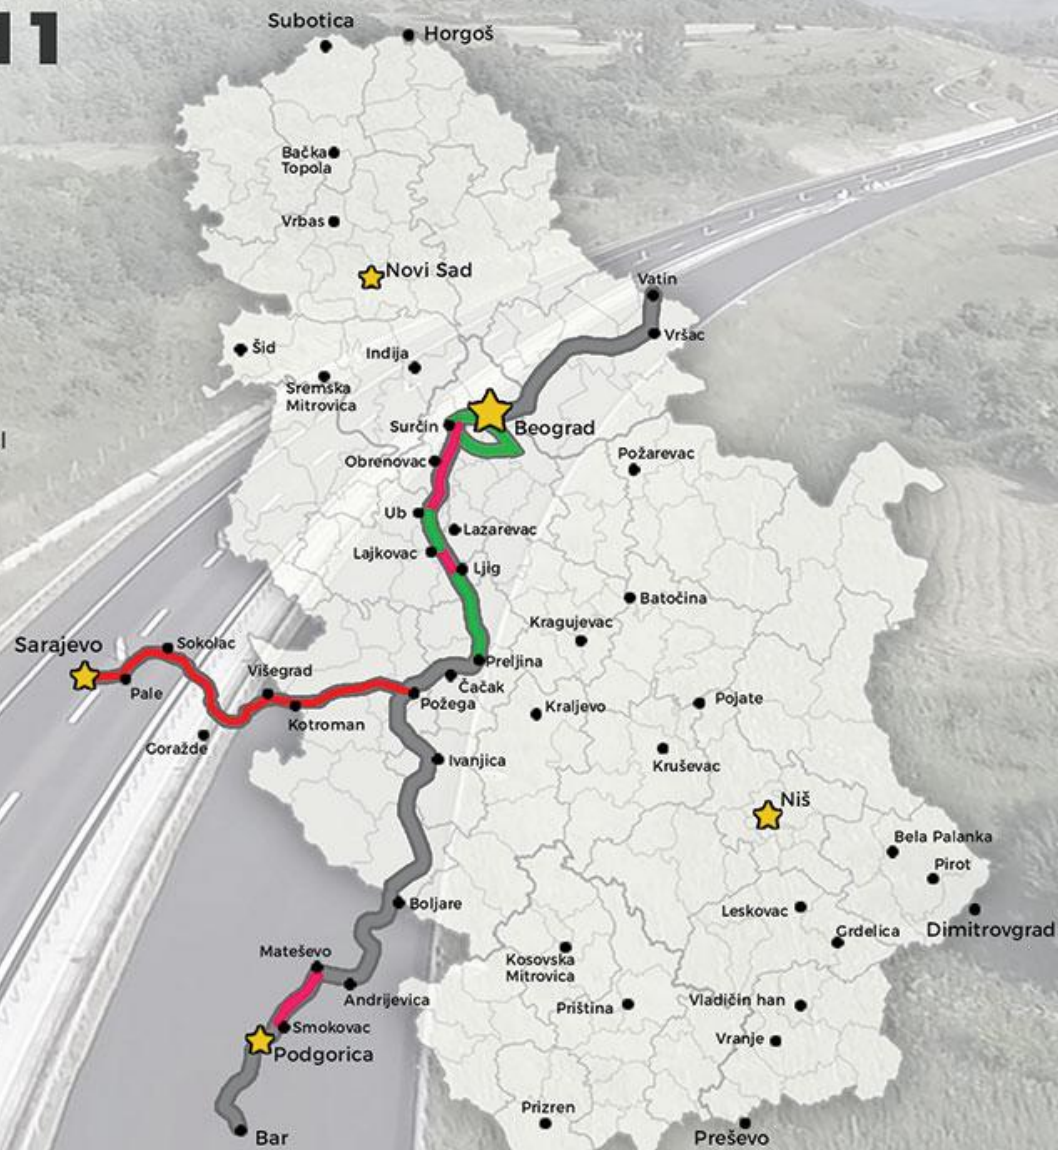 11
Subotica
Horgoš
Bačka
Topola
Vrbas
Novi Sad
Vatin
Vršac
Šid
Inđija
Sremska
Mitrovica
Surčin
Beograd
Obrenovac
Požarevac
l
Ub
Lazarevac
Lajkovac
Ljig
Batočina
Kragujevac
Sarajevo
Sokolac
Preljina
Višegrad
Čačak
Pale
Požega
Pojate
Kotroman
Kraljevo
Goražde
Ivanjica
Kruševac
Niš
Bela Palanka
Pirot
Boljare
Leskovac
Grdelica
Dimitrovgrad
Mateševo
Kosovska
Mitrovica
Andrijevica
Priština
Vladičin han
Smokovac
Vranje
Podgorica
Prizren
Bar
Preševo